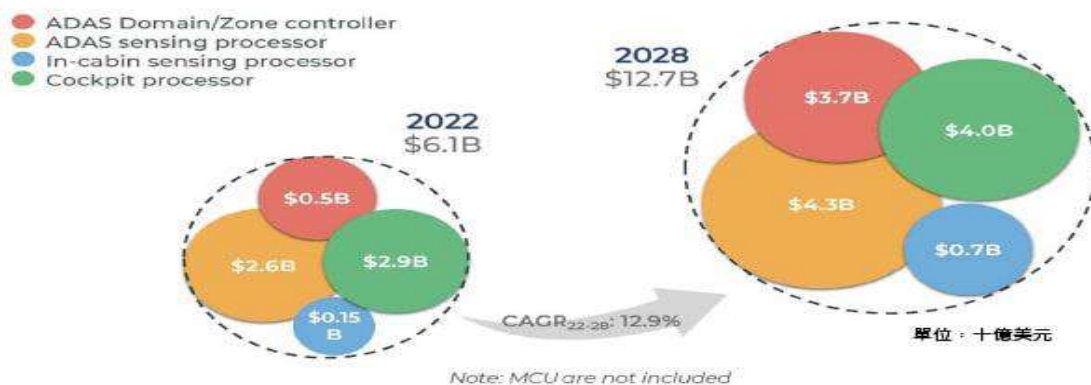 ADAS Domain/Zone controller
ADAS sensing processor
In-cabin sensing processor
Cockpit processor
2022
$6.1B
$0.5B
$2.6B
$2.9B
$0.15
B
CAGR22-28: 12.9%
2028
$12.7B
$3.7B
$4.0B
$4.3B
$0.7B
單位：十億美元
Note: MCU are not included